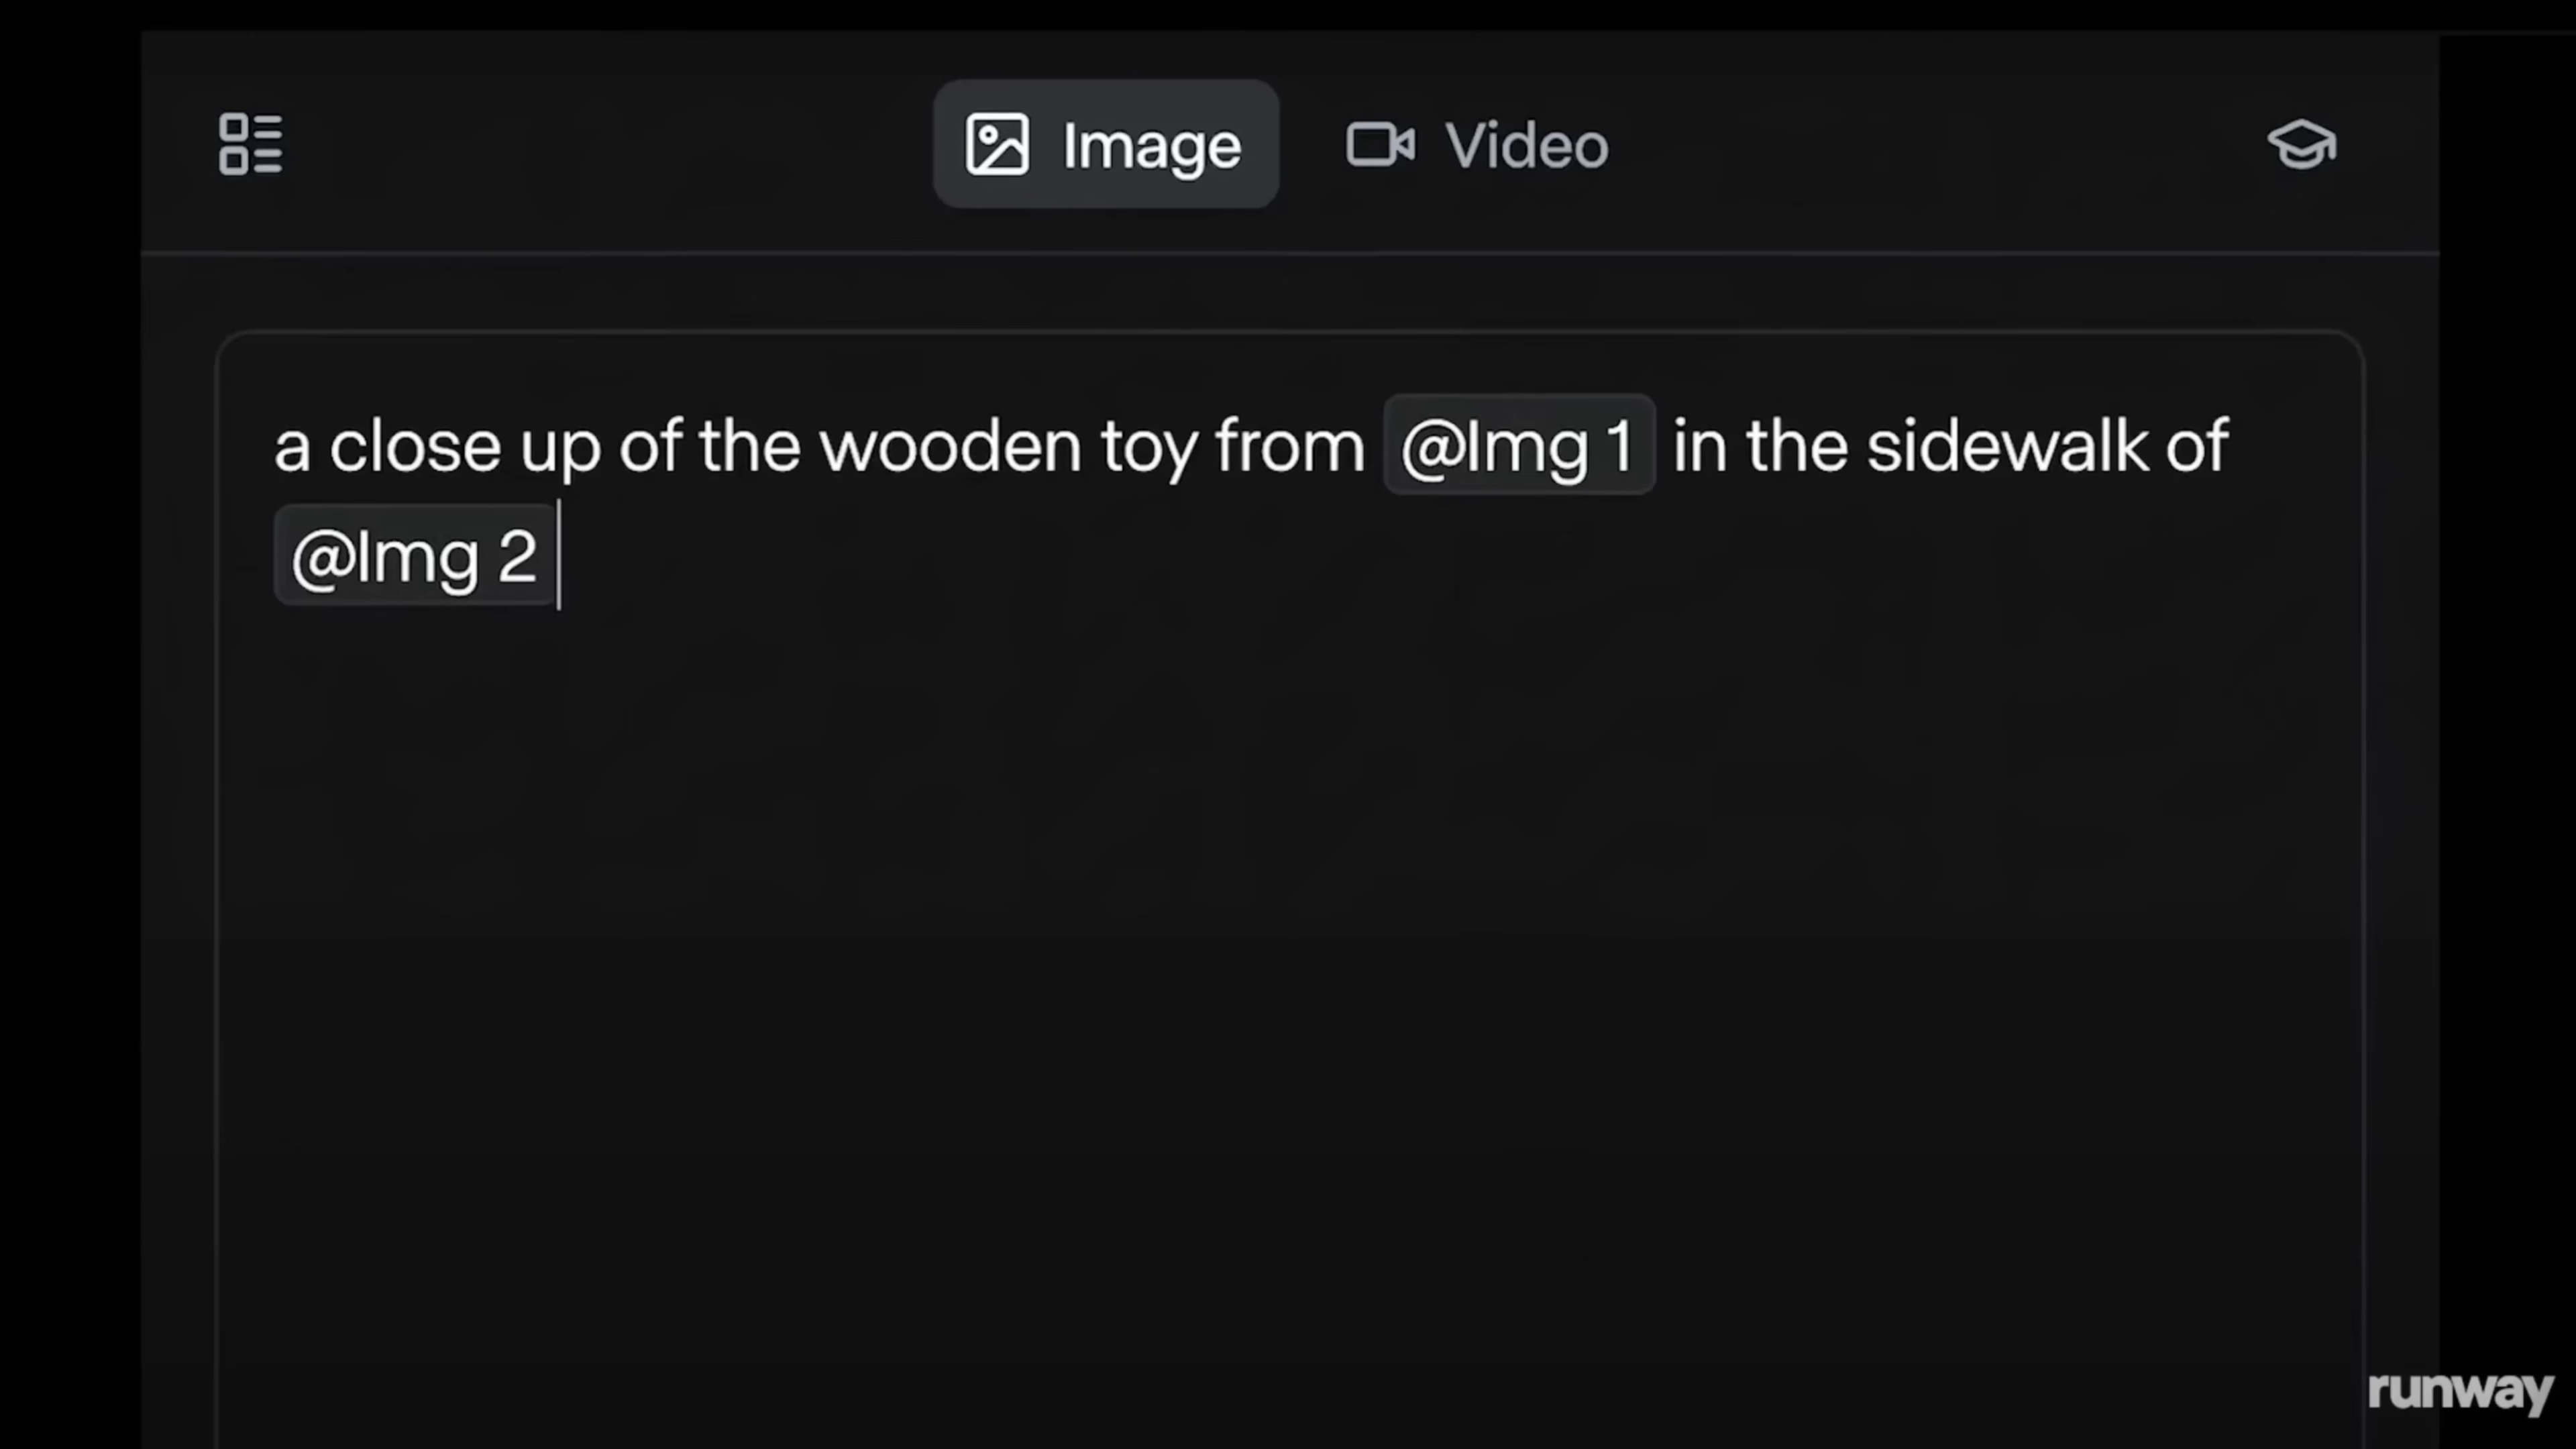 Image Video
a close up of the wooden toy from @Img 1 in the sidewalk of
@Img 2
runway